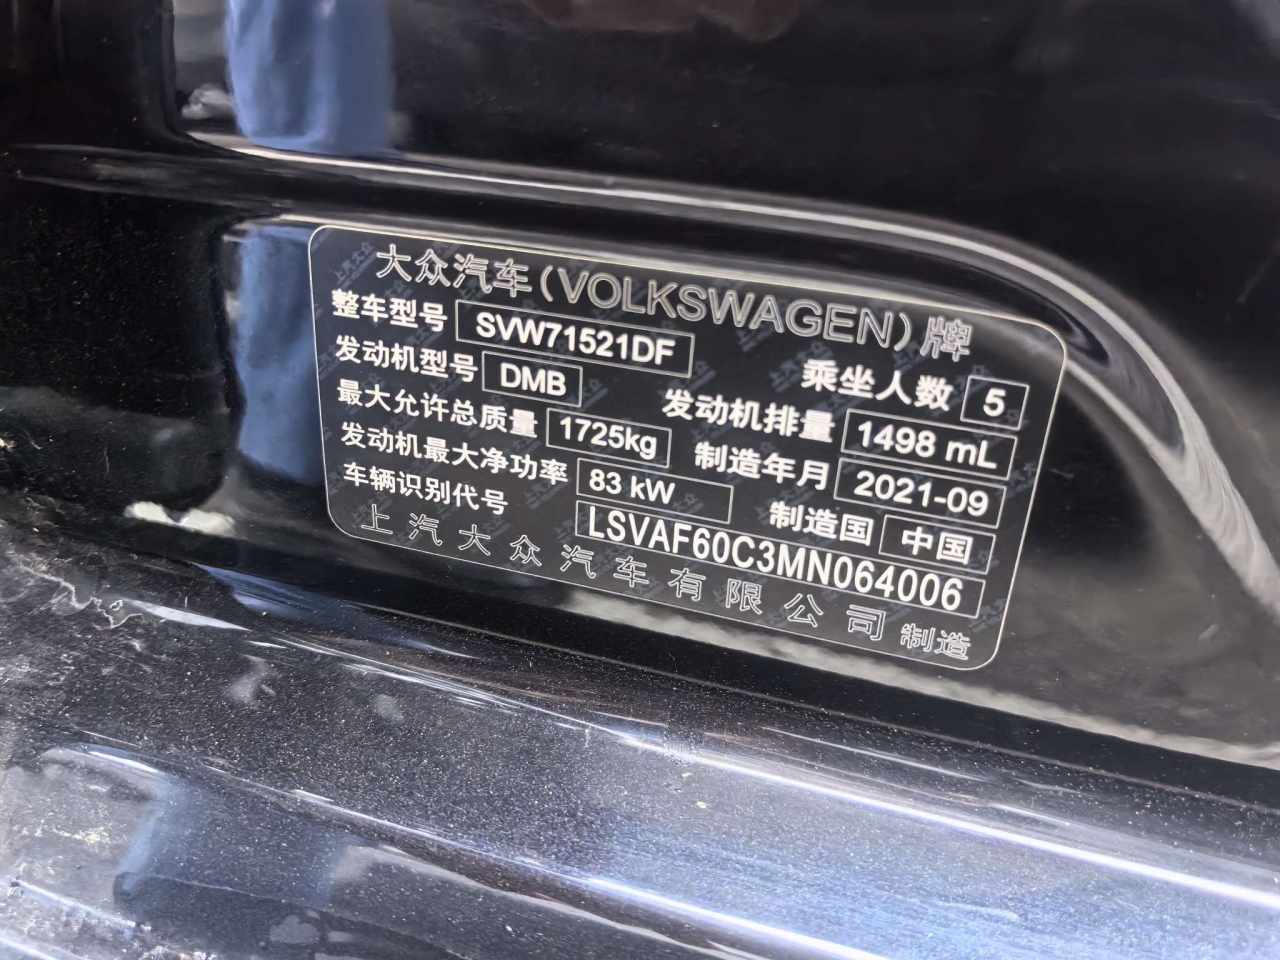 大众汽车(VOLKSWAGEN)牌
整车型号 SVW71521DF 乘坐人数 5
发动机型号 DMB 发动机排量 1498 mL
最大允许总质量 1725kg 制造年月 2021-09
发动机最大净功率 83 kW 制造国 中国
车辆识别代号 LSVAF60C3MN064006
上汽大众汽车有限公司 制造